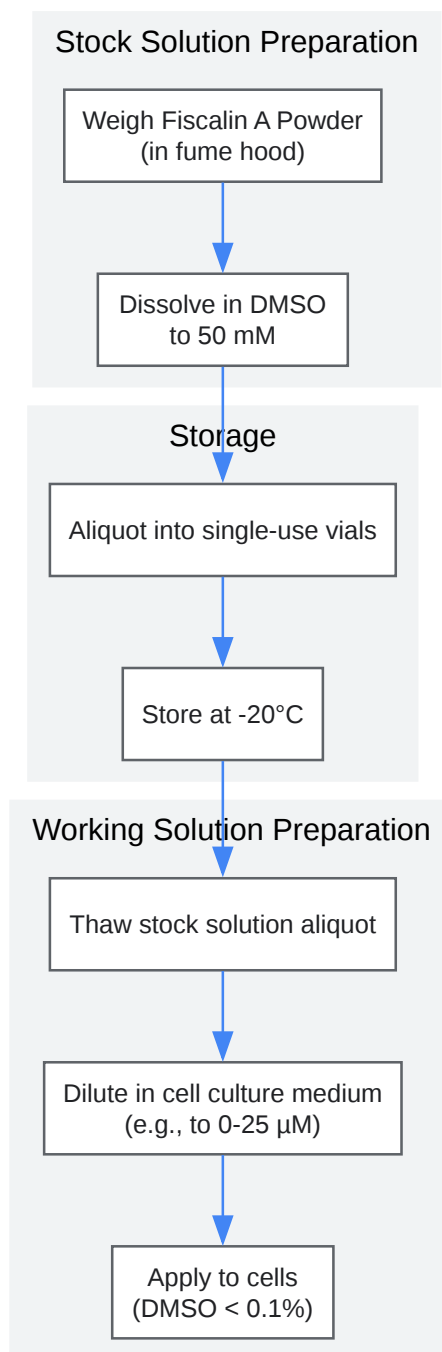 Stock Solution Preparation
Weigh Fiscalin A Powder
(in fume hood)
Dissolve in DMSO
to 50 mM
Storage
Aliquot into single-use vials
Store at -20°C
Working Solution Preparation
Thaw stock solution aliquot
Dilute in cell culture medium
(e.g., to 0-25 µM)
Apply to cells
(DMSO < 0.1%)